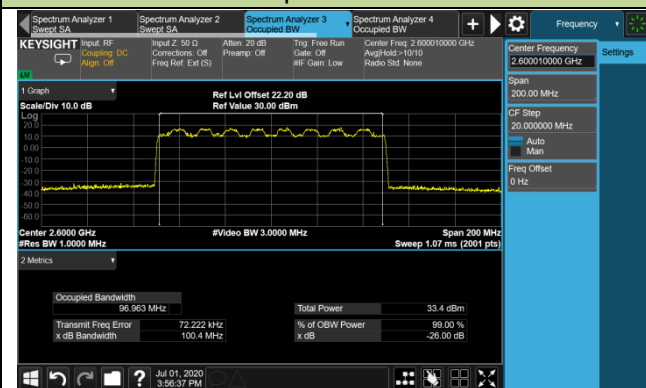 Spectrum Analyzer 1
Swept SA
Spectrum Analyzer 2
Swept SA
Spectrum Analyzer 3
Occupied BW
Spectrum Analyzer 4
Occupied BW
Frequency
KEYSIGHT
Input: RF
Coupling: DC
Align: Off
Input Z: 50 Ω
Corrections: Off
Freq Ref: Ext (S)
Atten: 20 dB
Preamp: Off
Trig: Free Run
Gate: Off
#IF Gain: Low
Center Freq: 2.600010000 GHz
Avg|Hold:>10/10
Radio Std: None
LXI
Center Frequency
2.600010000 GHz
Settings
Span
200.00 MHz
CF Step
20.000000 MHz
Auto
Man
Freq Offset
0 Hz
1 Graph
Scale/Div 10.0 dB
Ref Lvl Offset 22.20 dB
Ref Value 30.00 dBm
Log
20.0
10.0
0.00
-10.0
-20.0
-30.0
-40.0
-50.0
-60.0
Center 2.6000 GHz
#Res BW 1.0000 MHz
#Video BW 3.0000 MHz
Span 200 MHz
Sweep 1.07 ms (2001 pts)
2 Metrics
Occupied Bandwidth
96.963 MHz
Total Power 33.4 dBm
Transmit Freq Error 72.222 kHz
% of OBW Power 99.00 %
x dB Bandwidth 100.4 MHz
x dB -26.00 dB
?
Jul 01, 2020
3:56:37 PM